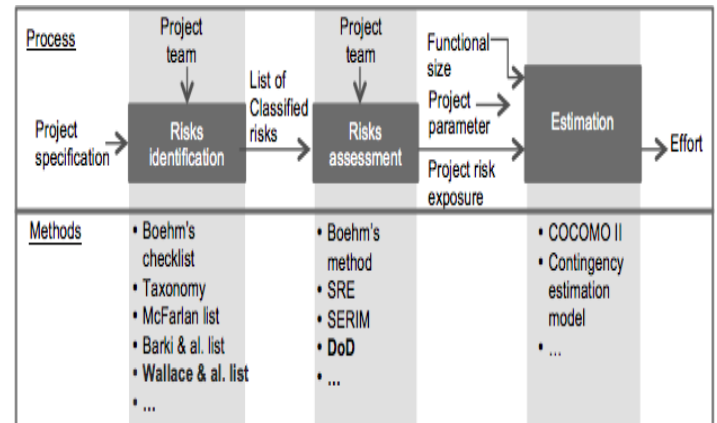 Process
Project
team
Project
specification
Risks
identification
List of
Classified
risks
Project
team
Risks
assessment
Functional
size
Project
parameter
Project risk
exposure
Estimation
Effort
Methods
• Boehm's
checklist
• Taxonomy
• McFarlan list
• Barki & al. list
• Wallace & al. list
• ...
• Boehm's
method
• SRE
• SERIM
• DoD
• ...
• COCOMO II
• Contingency
estimation
model
• ...